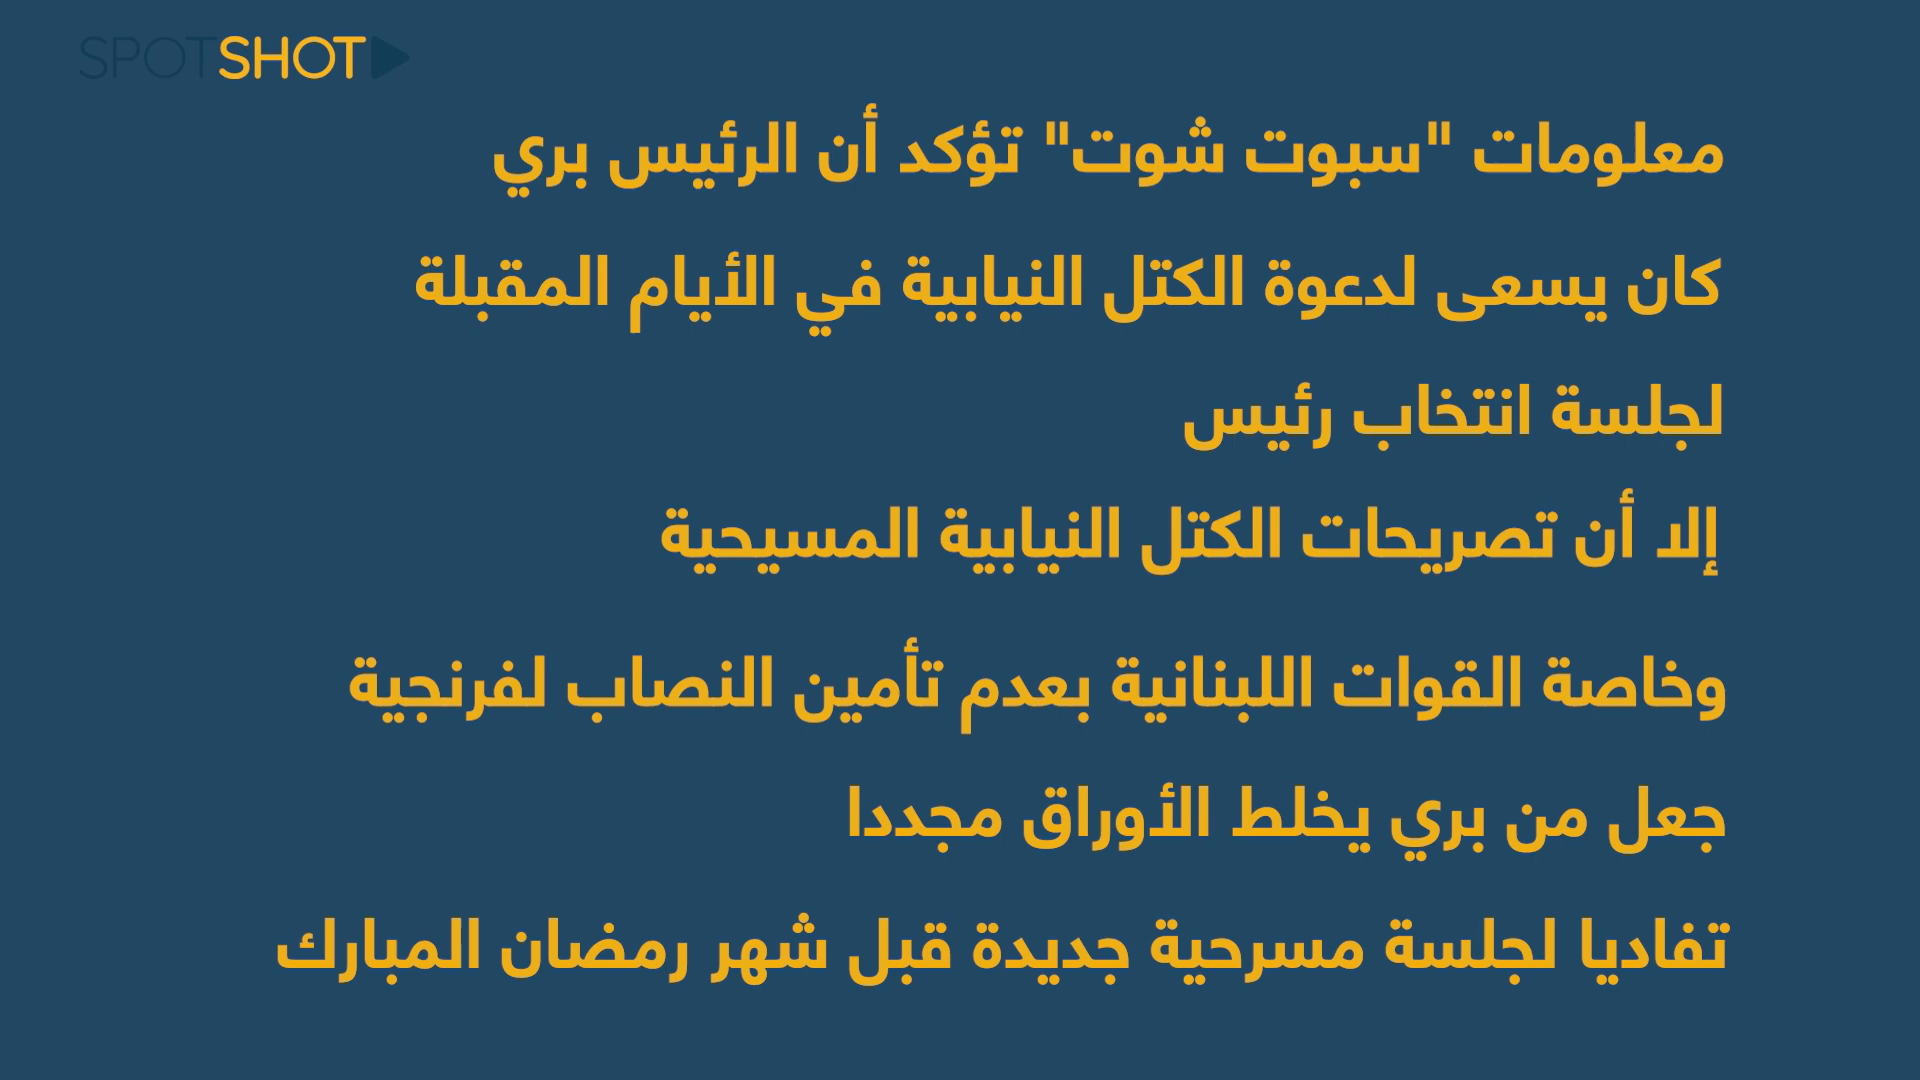 SPOTSHOT
معلومات "سبوت شوت" تؤكد أن الرئيس بري
كان يسعى لدعوة الكتل النيابية في الأيام المقبلة
لجلسة انتخاب رئيس
إلا أن تصريحات الكتل النيابية المسيحية
وخاصة القوات اللبنانية بعدم تأمين النصاب لفرنجية
جعل من بري يخلط الأوراق مجددا
تفاديا لجلسة مسرحية جديدة قبل شهر رمضان المبارك